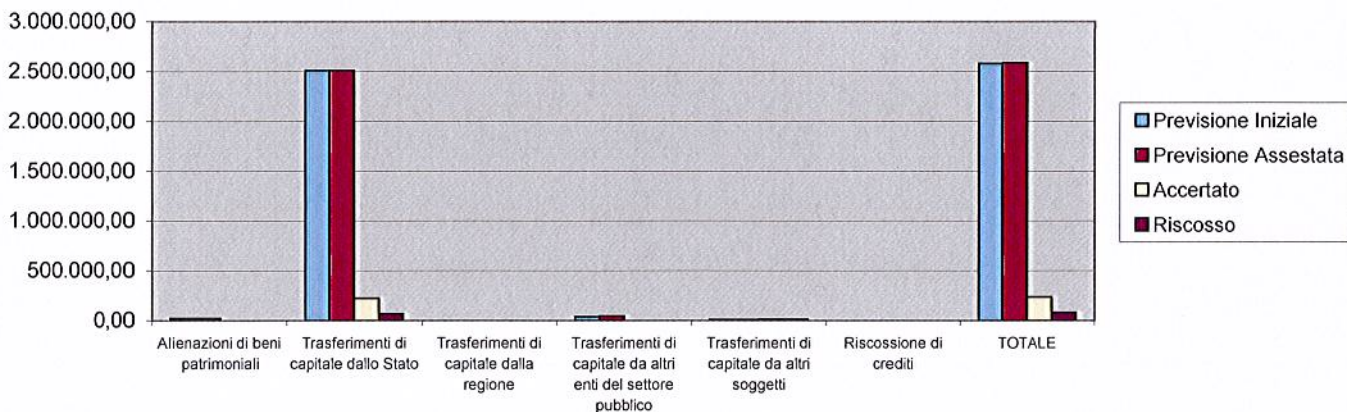 3.000.000,00
2.500.000,00
2.000.000,00
1.500.000,00
1.000.000,00
500.000,00
0,00
Alienazioni di beni
patrimoniali
Trasferimenti di
capitale dallo Stato
Trasferimenti di
capitale dalla
regione
Trasferimenti di
capitale da altri
enti del settore
pubblico
Trasferimenti di
capitale da altri
soggetti
Riscossione di
crediti
TOTALE
Previsione Iniziale
Previsione Assestata
Accertato
Riscosso